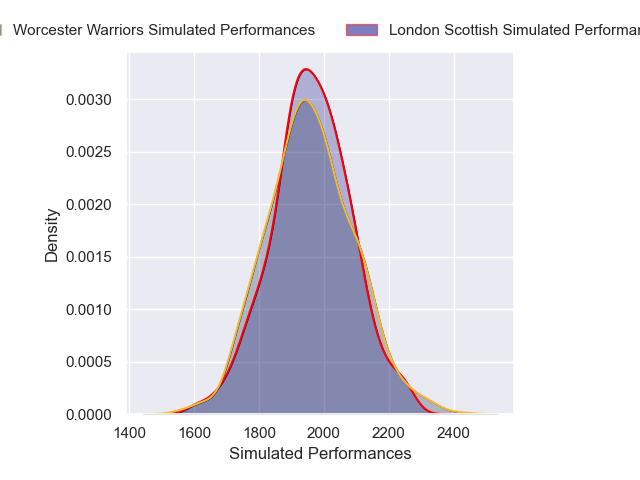 Worcester Warriors Simulated Performances
London Scottish Simulated
0.0030
0.0025
0.0020
0.0015
0.0010
0.0005
0.0000
Density
1400 1600 1800 2000 2200 2400
Simulated Performances